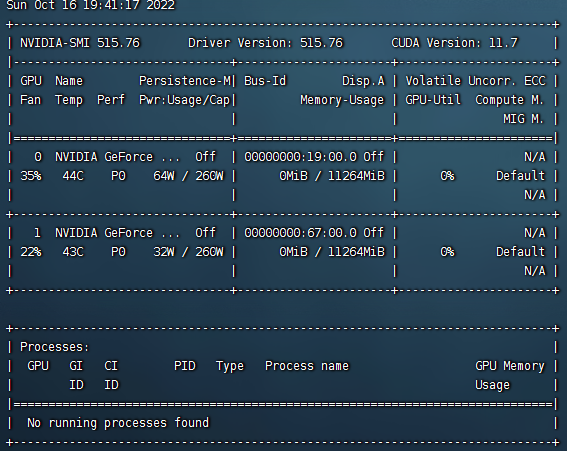 Sun Oct 16 19:41:17 2022
+-----------------------------------------------------------------------------+
| NVIDIA-SMI 515.76       Driver Version: 515.76       CUDA Version: 11.7     |
|-------------------------------+----------------------+----------------------+
| GPU  Name        Persistence-M| Bus-Id        Disp.A | Volatile Uncorr. ECC |
| Fan  Temp  Perf  Pwr:Usage/Cap|         Memory-Usage | GPU-Util  Compute M. |
|                               |                      |               MIG M. |
|===============================+======================+======================|
|   0  NVIDIA GeForce ...  Off  | 00000000:19:00.0 Off |                  N/A |
| 35%   44C    P0    64W / 260W |      0MiB / 11264MiB |      0%      Default |
|                               |                      |                  N/A |
+-------------------------------+----------------------+----------------------+
|   1  NVIDIA GeForce ...  Off  | 00000000:67:00.0 Off |                  N/A |
| 22%   43C    P0    32W / 260W |      0MiB / 11264MiB |      0%      Default |
|                               |                      |                  N/A |
+-------------------------------+----------------------+----------------------+

+-----------------------------------------------------------------------------+
| Processes:                                                                  |
|  GPU   GI   CI        PID   Type   Process name                  GPU Memory |
|        ID   ID                                                   Usage      |
|=============================================================================|
|  No running processes found                                                 |
+-----------------------------------------------------------------------------+